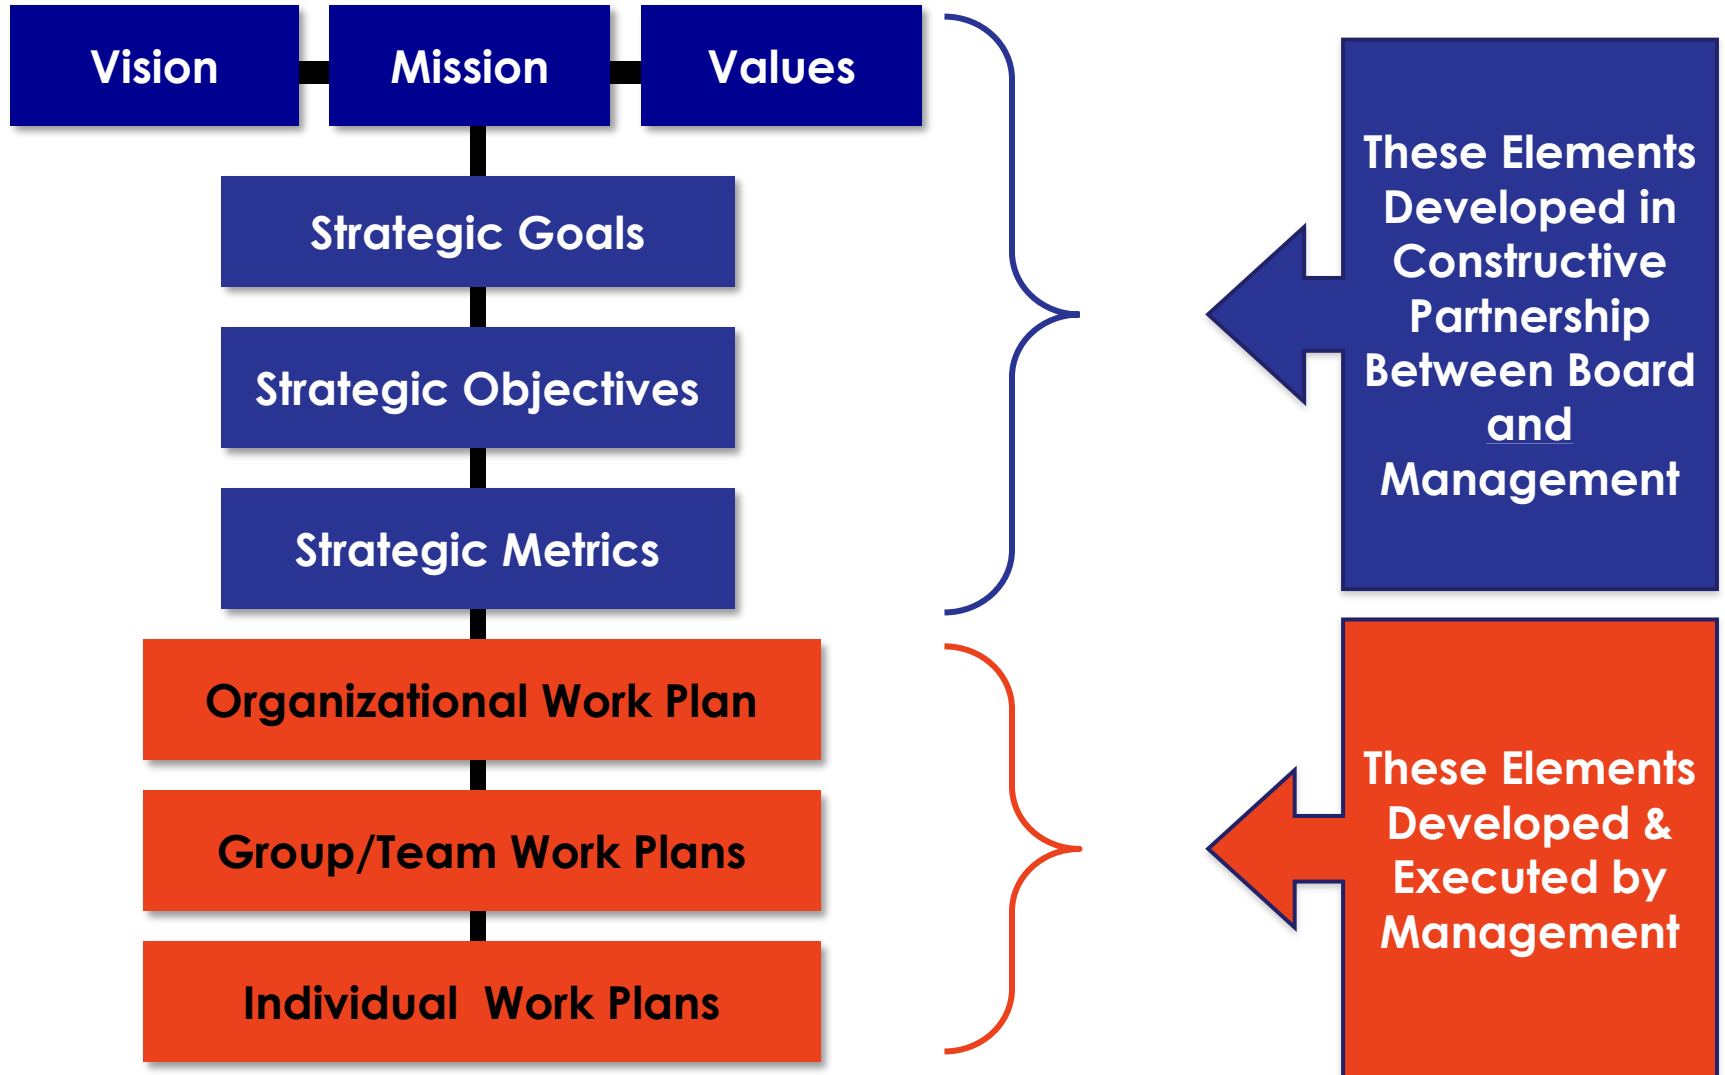 Vision
Mission
Values
Strategic Goals
Strategic Objectives
Strategic Metrics
Organizational Work Plan
Group/Team Work Plans
Individual  Work Plans
These Elements
Developed in
Constructive
Partnership
Between Board
and
Management
These Elements
Developed &
Executed by
Management